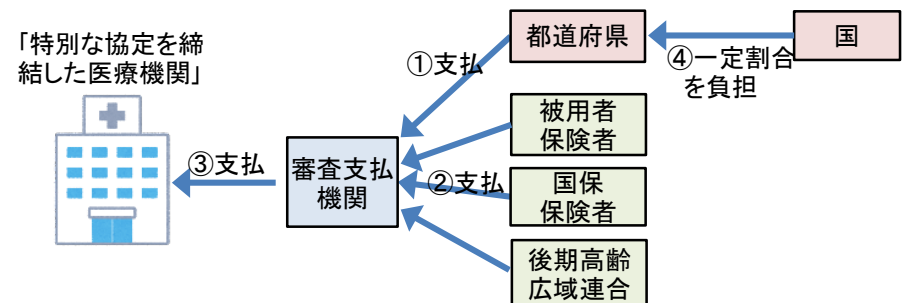 「特別な協定を締
結した医療機関」
都道府県
国
①支払
④一定割合
を負担
被用者
保険者
③支払
審査支払
機関
②支払
国保
保険者
後期高齢
広域連合